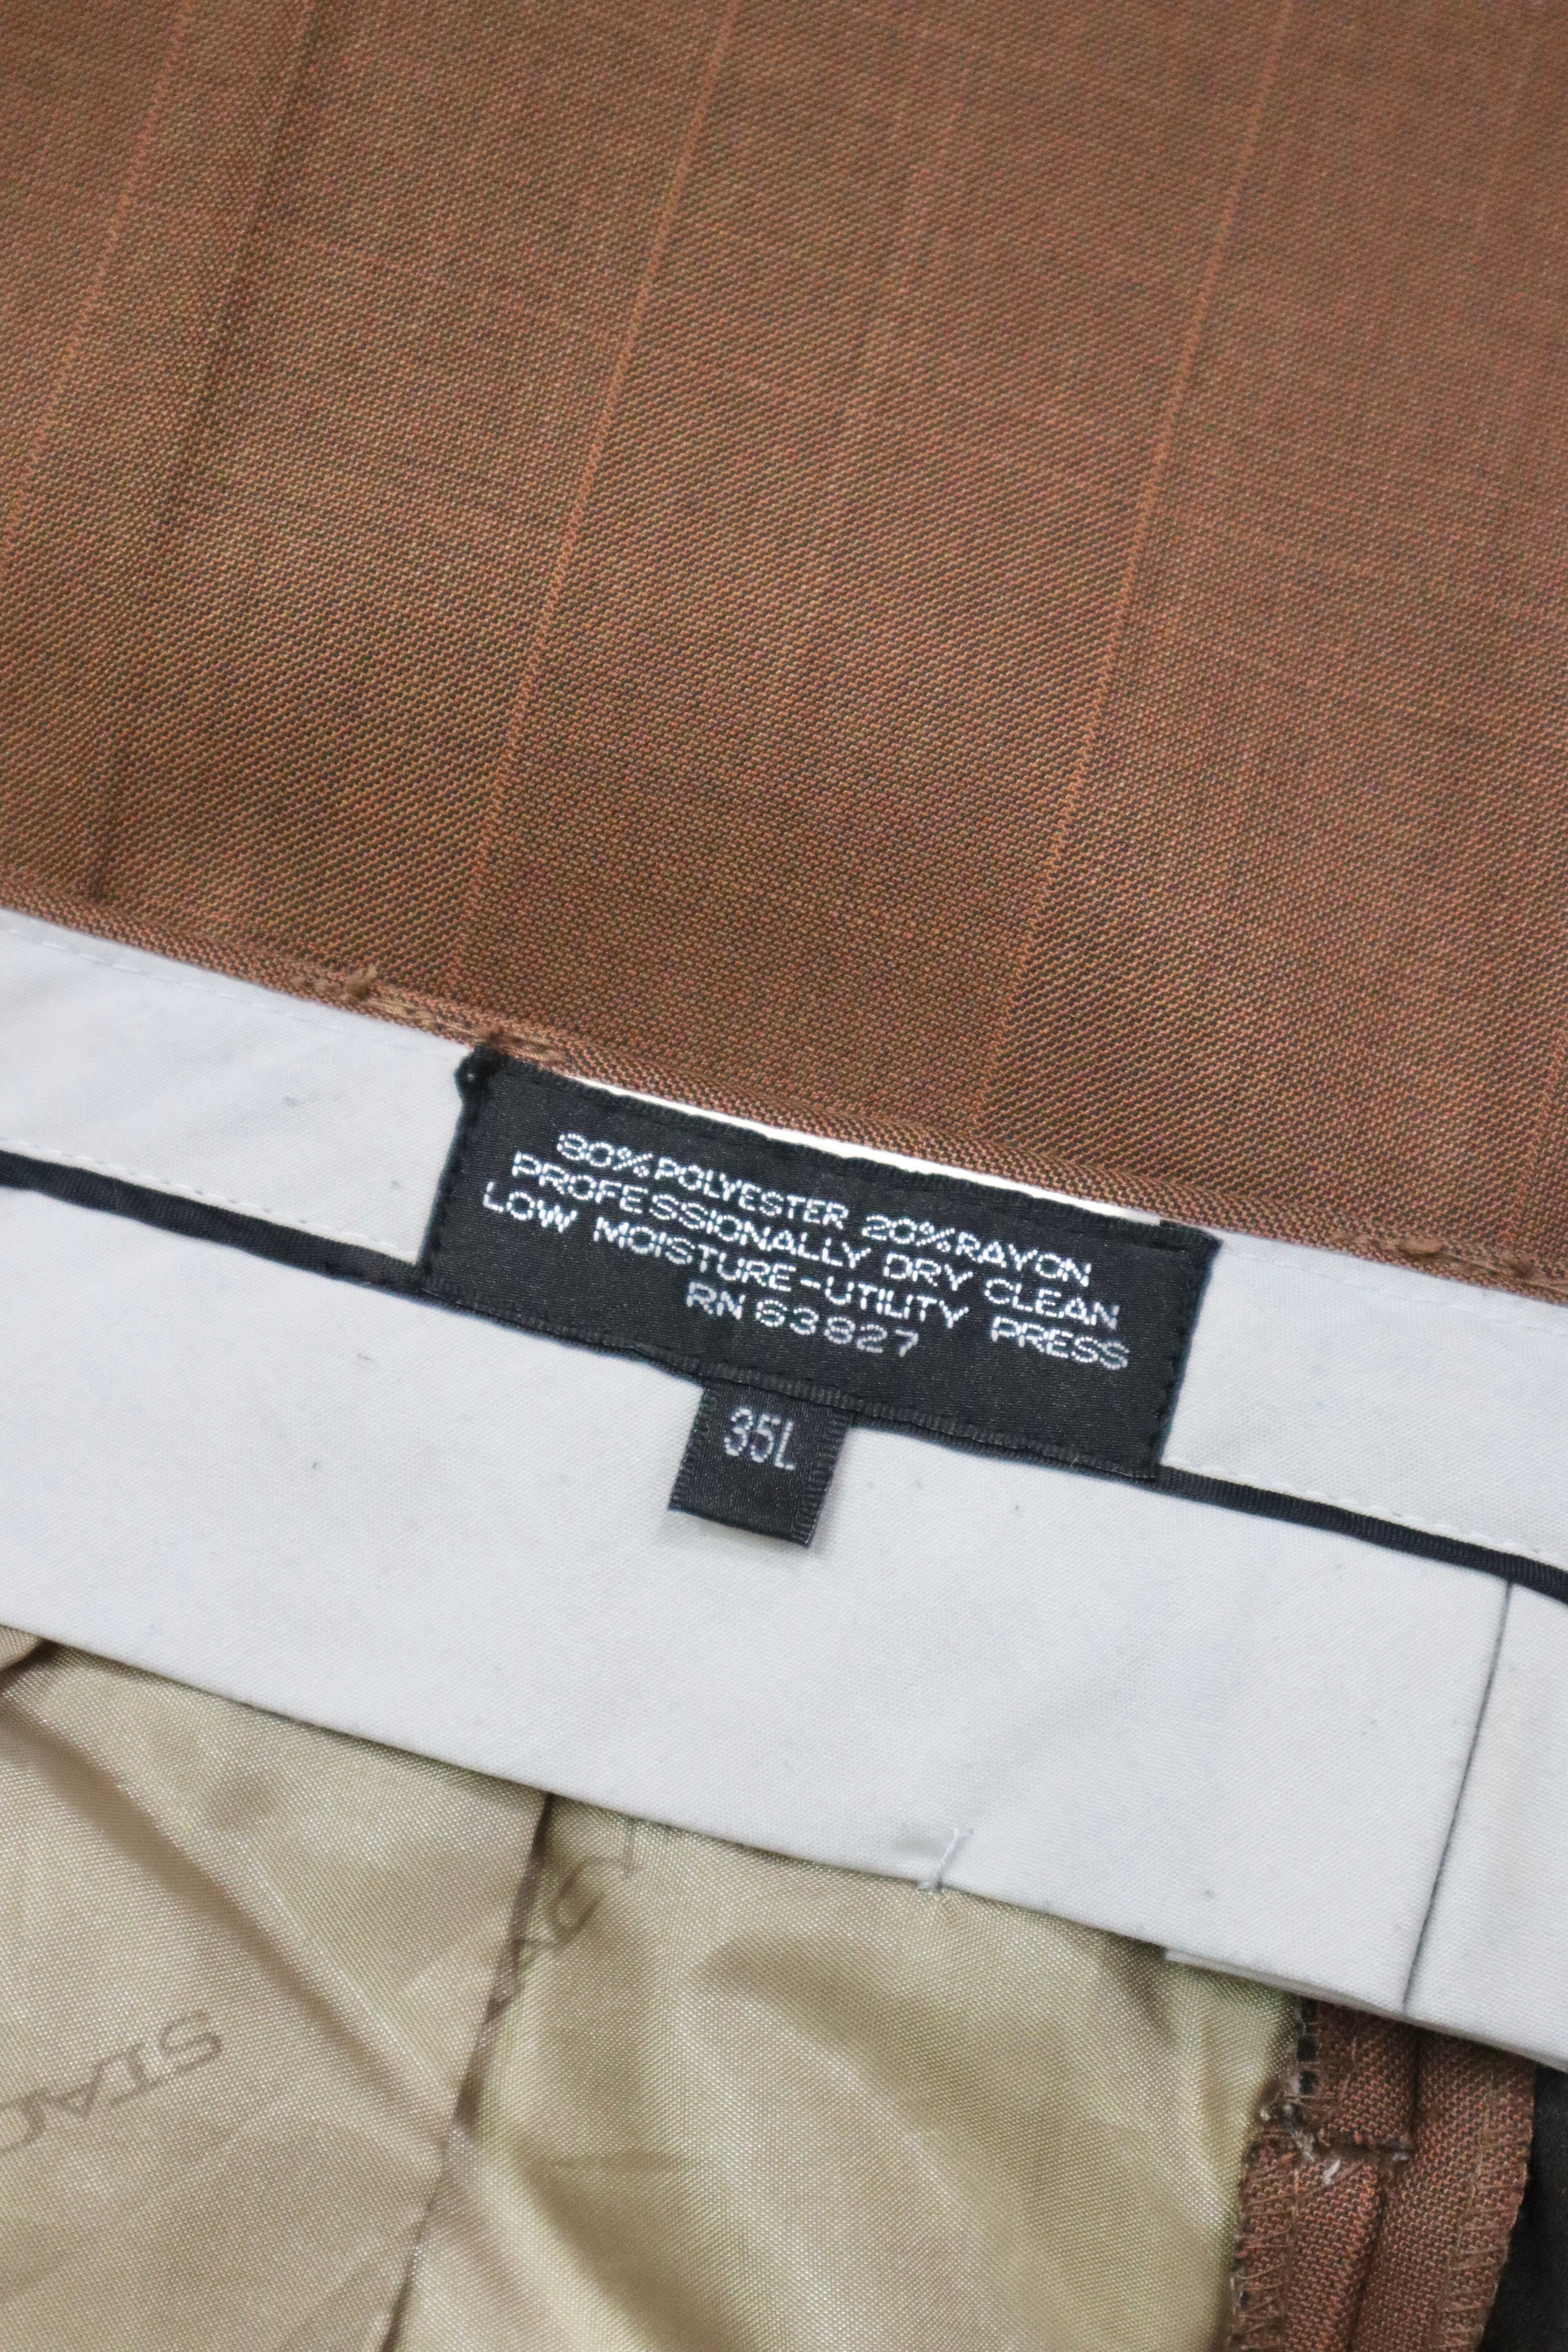 80% POLYESTER 20% RAYON
PROFESSIONALLY DRY CLEAN
LOW MOISTURE-UTILITY PRESS
RN 63827
35L